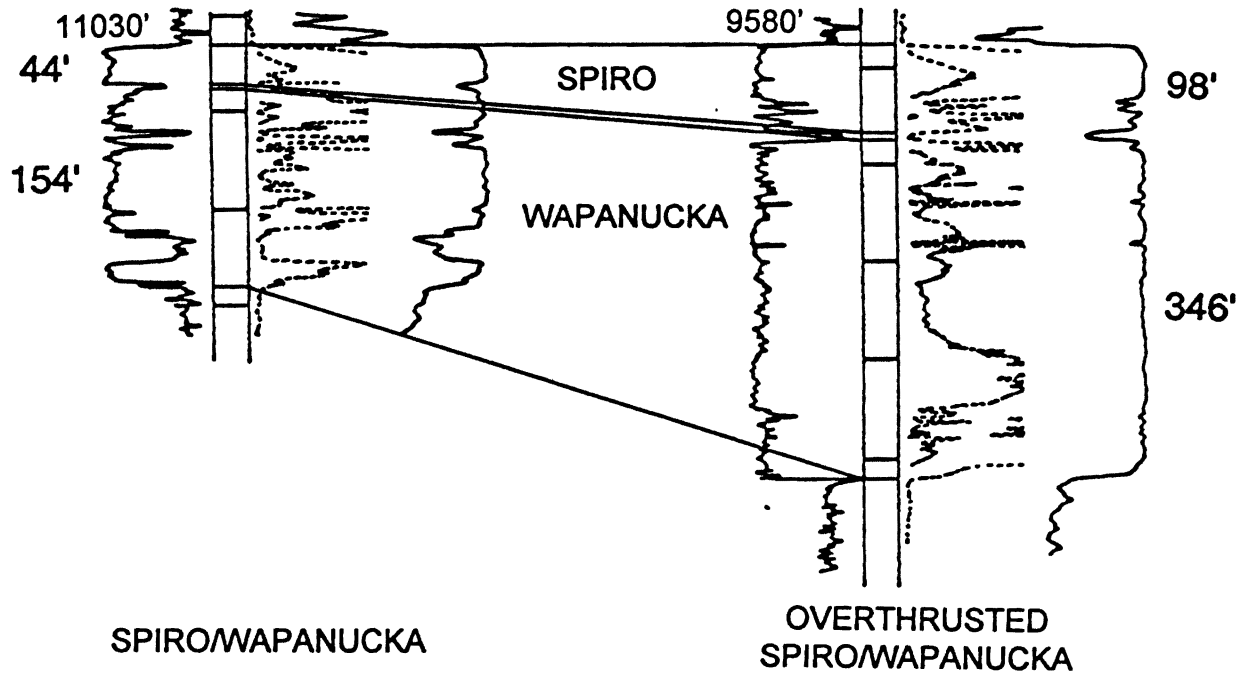 11030'
9580'
44'
SPIRO
98'
154'
WAPANUCKA
346'
SPIRO/WAPANUCKA
OVERTHRUSTED
SPIRO/WAPANUCKA